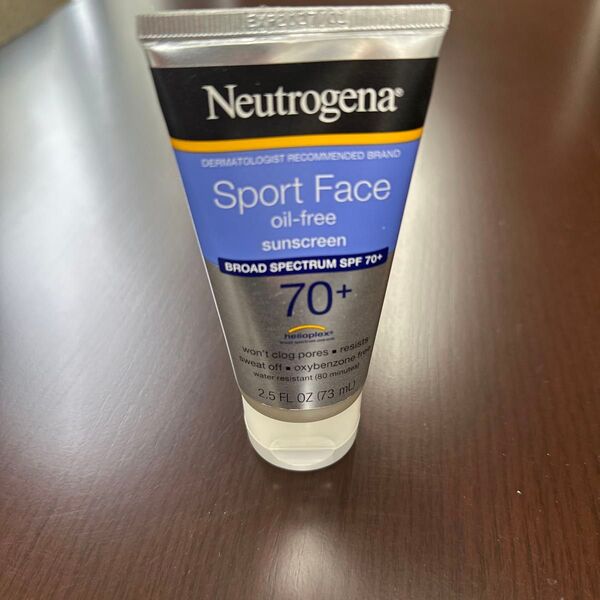 Neutrogena®
DERMATOLOGIST RECOMMENDED BRAND
Sport Face
oil-free
sunscreen
BROAD SPECTRUM SPF 70+
70+
helioplex®
won't clog pores ▪ resists
sweat off ▪ oxybenzone free
water resistant (80 minutes)
2.5 FL OZ (73 mL)